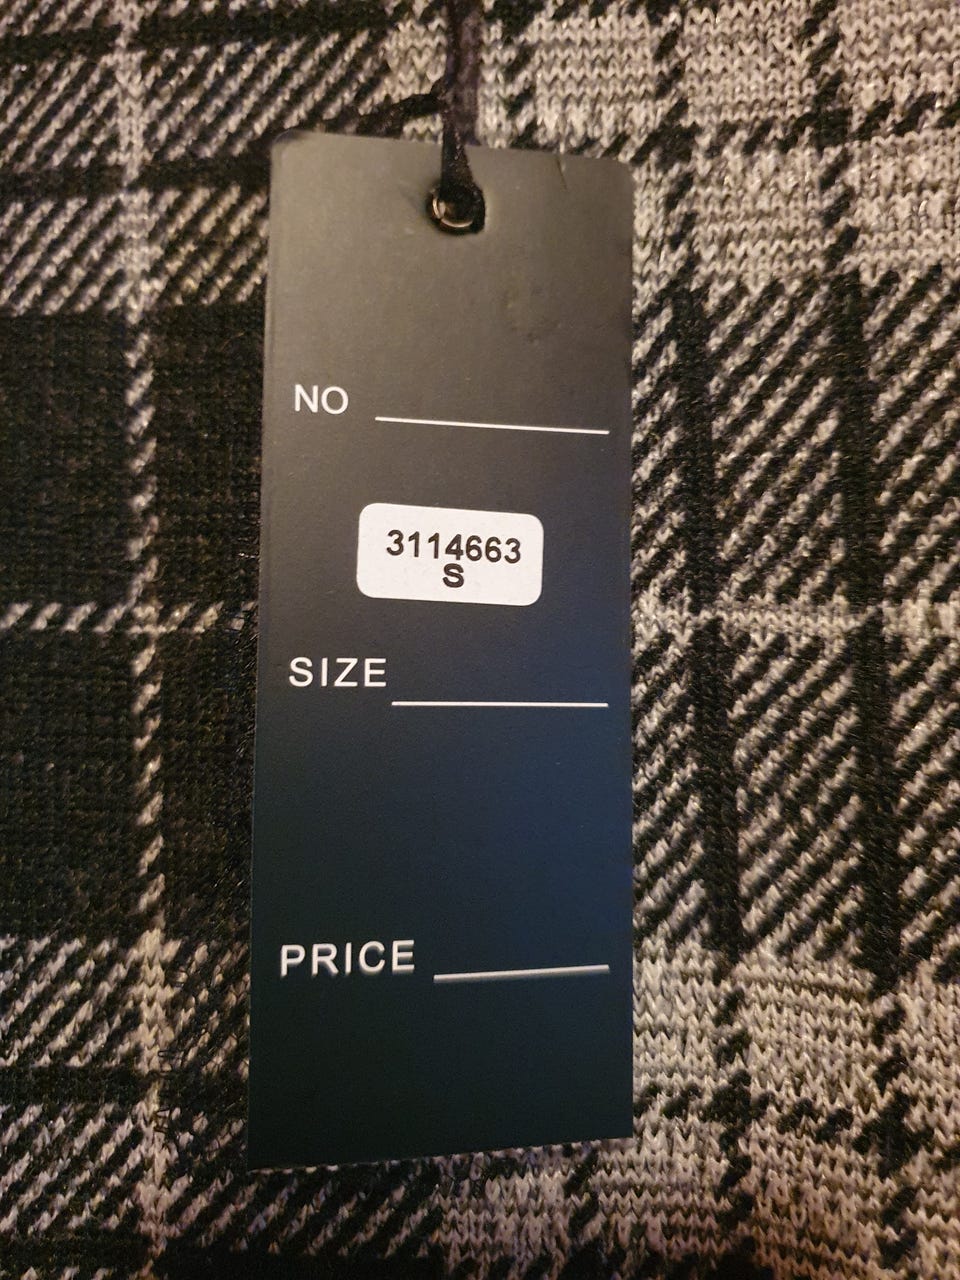 NO
3114663
S
SIZE
PRICE